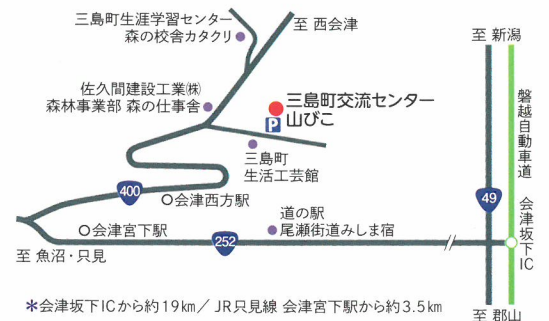 三島町生涯学習センター
森の校舎カタクリ
至 西会津
至 新潟
佐久間建設工業㈱
森林事業部 森の仕事舎
三島町交流センター
山びこ
P
磐越自動車道
三島町
生活工芸館
400
会津西方駅
49
会津坂下IC
会津宮下駅
道の駅
尾瀬街道みしま宿
252
至 魚沼・只見
*会津坂下ICから約19㎞／JR只見線 会津宮下駅から約3.5㎞
至 郡山